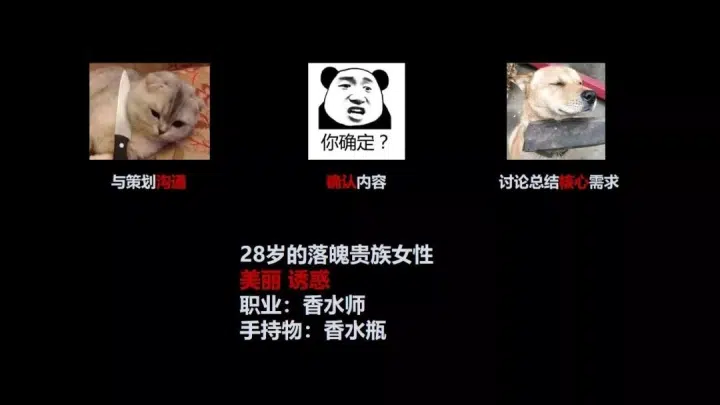 你确定？
与策划沟通
确认内容
讨论总结核心需求
28岁的落魄贵族女性
美丽 诱惑
职业：香水师
手持物：香水瓶